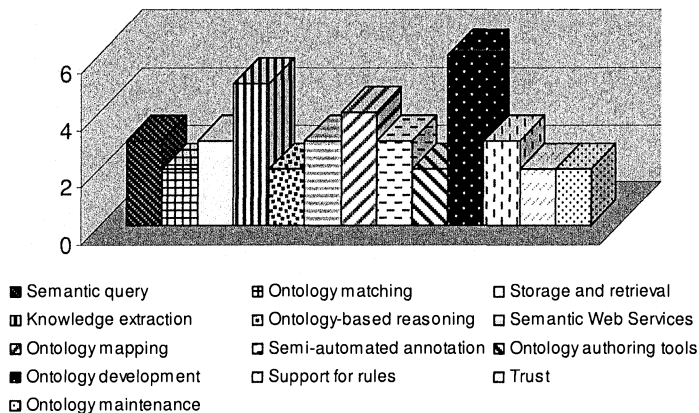 6
4
2
0
Semantic query Ontology matching Storage and retrieval
Knowledge extraction Ontology-based reasoning Semantic Web Services
Ontology mapping Semi-automated annotation Ontology authoring tools
Ontology development Support for rules Trust
Ontology maintenance